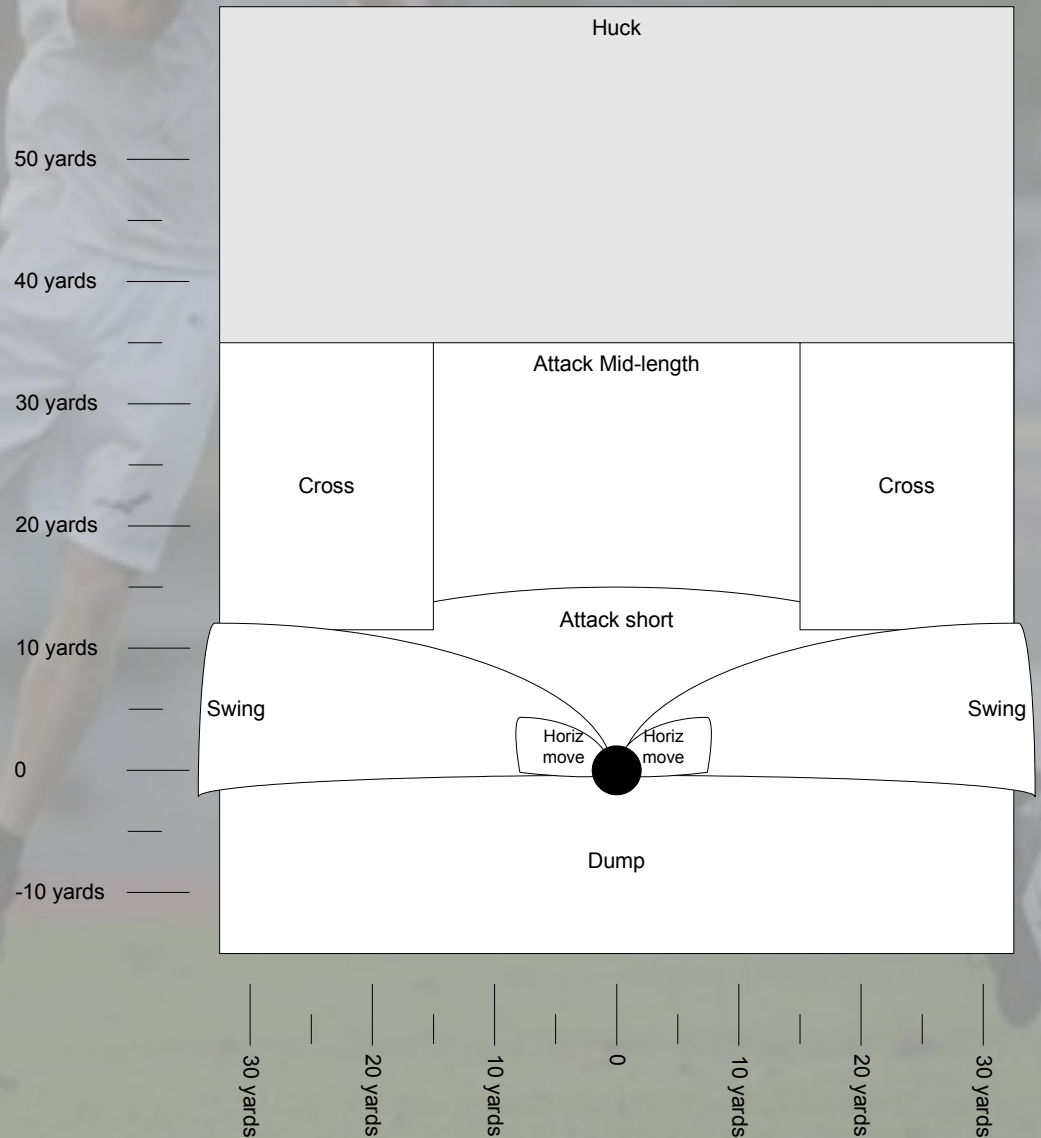 Huck
50 yards
40 yards
Attack Mid-length
30 yards
Cross
Cross
20 yards
Attack short
10 yards
Swing
Swing
Horiz
move
Horiz
move
0
Dump
-10 yards
30 yards
20 yards
10 yards
0
10 yards
20 yards
30 yards